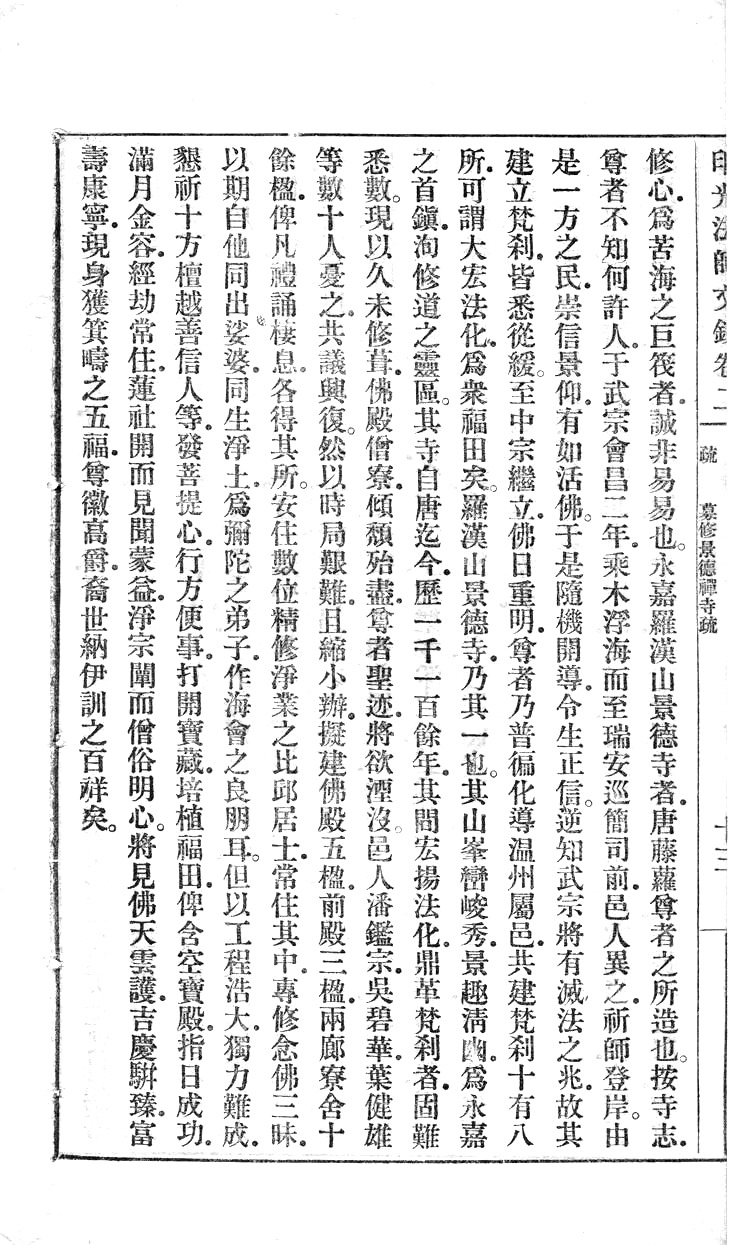 印光法師文鈔卷二 疏 募修景德禪寺疏 十三
修心爲苦海之巨筏者誠非易易也。永嘉羅漢山景德寺者唐藤蘿尊者之所造也。按寺志
尊者不知何許人于武宗會昌二年乘木浮海而至瑞安巡簡司前邑人異之祈師登岸。由
是一方之民崇信景仰有如活佛。于是隨機開導令生正信。逆知武宗將有滅法之兆故其
建立梵刹皆悉從緩。至中宗繼立佛日重明尊者乃普徧化導溫州屬邑共建梵刹十有八
所可謂大宏法化爲衆福田矣。羅漢山景德寺乃其一也。其山峯巒峻秀景趣淸幽爲永嘉
之首鎭洵修道之靈區。其寺自唐迄今歷一千一百餘年其間宏揚法化鼎革梵刹者固難
悉數。現以久未修葺佛殿僧寮傾頹殆盡尊者聖迹將欲湮沒。邑人潘鑑宗吳碧華葉健雄
等數十人憂之共議興復。然以時局艱難且縮小辦擬建佛殿五楹前殿三楹兩廊寮舍十
餘楹俾凡禮誦棲息各得其所。安住數位精修淨業之比邱居士常住其中專修念佛三昧
以期自他同出娑婆同生淨土爲彌陀之弟子作海會之良朋耳。但以工程浩大獨力難成
懇祈十方檀越善信人等發菩提心行方便事打開寶藏培植福田俾含空寶殿指日成功
滿月金容經劫常住蓮社開而見聞蒙益淨宗闡而僧俗明心。將見佛天雲護吉慶駢臻富
壽康寧現身獲箕疇之五福尊徽高爵裔世納伊訓之百祥矣。